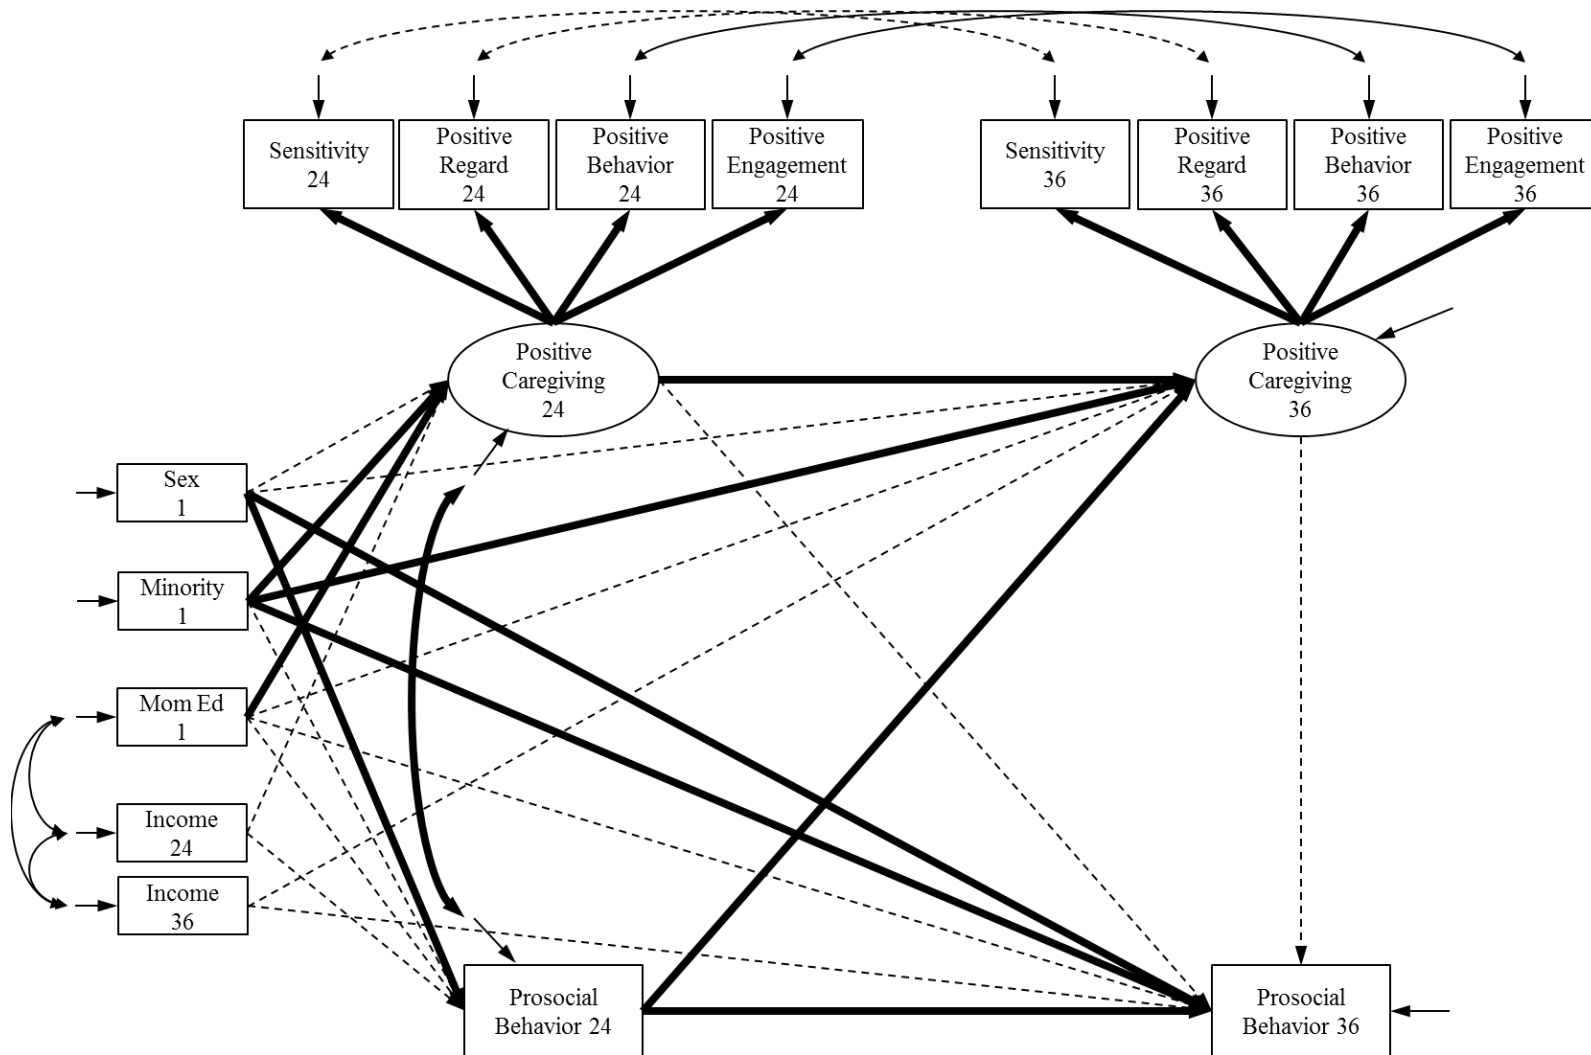 Sensitivity
24
Positive
Regard
24
Positive
Behavior
24
Positive
Engagement
24
Sensitivity
36
Positive
Regard
36
Positive
Behavior
36
Positive
Engagement
36
Positive
Caregiving
24
Positive
Caregiving
36
Sex
1
Minority
1
Mom Ed
1
Income
24
Income
36
Prosocial
Behavior 24
Prosocial
Behavior 36